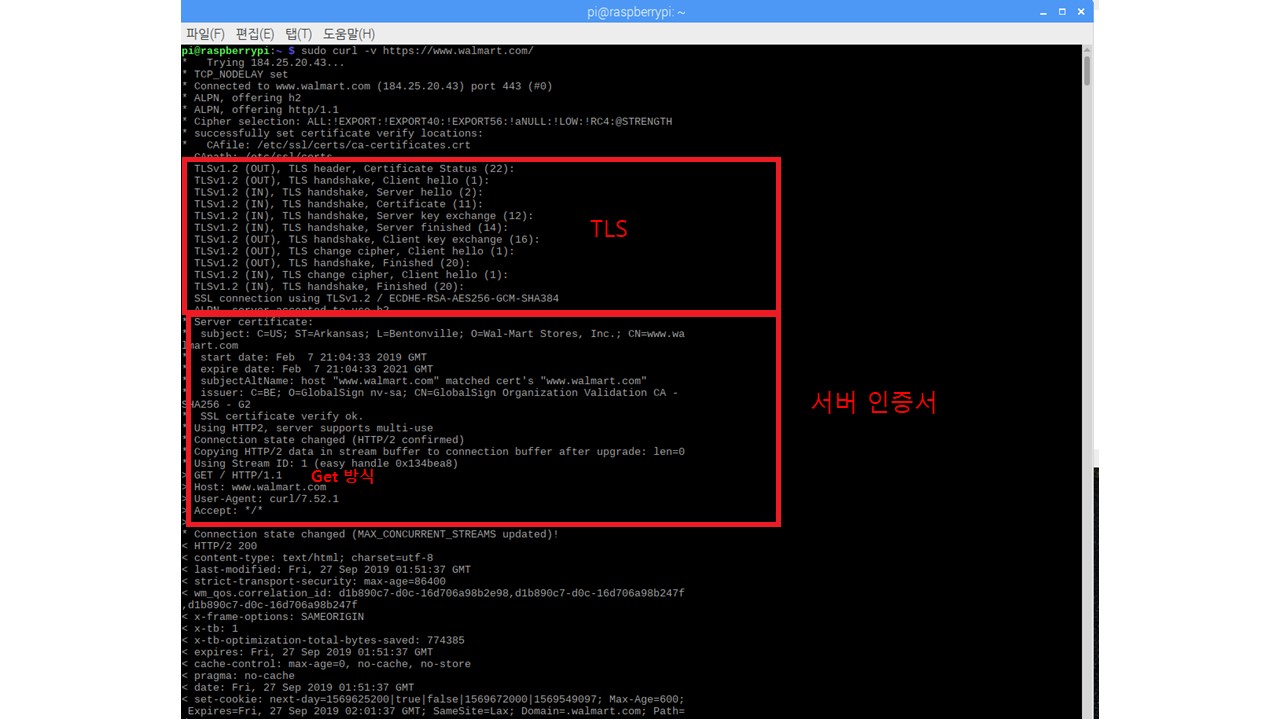 pi@raspberrypi: ~
파일(F) 편집(E) 탭(T) 도움말(H)
pi@raspberrypi:~ $ sudo curl -v https://www.walmart.com/
*   Trying 184.25.20.43...
* TCP_NODELAY set
* Connected to www.walmart.com (184.25.20.43) port 443 (#0)
* ALPN, offering h2
* ALPN, offering http/1.1
* Cipher selection: ALL:!EXPORT:!EXPORT40:!EXPORT56:!aNULL:!LOW:!RC4:@STRENGTH
* successfully set certificate verify locations:
*   CAfile: /etc/ssl/certs/ca-certificates.crt
CApath: /etc/ssl/certs
TLSv1.2 (OUT), TLS header, Certificate Status (22):
TLSv1.2 (OUT), TLS handshake, Client hello (1):
TLSv1.2 (IN), TLS handshake, Server hello (2):
TLSv1.2 (IN), TLS handshake, Certificate (11):
TLSv1.2 (IN), TLS handshake, Server key exchange (12):
TLSv1.2 (IN), TLS handshake, Server finished (14):
TLSv1.2 (OUT), TLS handshake, Client key exchange (16):
TLSv1.2 (OUT), TLS change cipher, Client hello (1):
TLSv1.2 (OUT), TLS handshake, Finished (20):
TLSv1.2 (IN), TLS change cipher, Client hello (1):
TLSv1.2 (IN), TLS handshake, Finished (20):
SSL connection using TLSv1.2 / ECDHE-RSA-AES256-GCM-SHA384
ALPN, server accepted to use h2
TLS
* Server certificate:
*  subject: C=US; ST=Arkansas; L=Bentonville; O=Wal-Mart Stores, Inc.; CN=www.wa
lmart.com
start date: Feb  7 21:04:33 2019 GMT
expire date: Feb  7 21:04:33 2021 GMT
subjectAltName: host "www.walmart.com" matched cert's "www.walmart.com"
issuer: C=BE; O=GlobalSign nv-sa; CN=GlobalSign Organization Validation CA -
SHA256 - G2
SSL certificate verify ok.
* Using HTTP2, server supports multi-use
* Connection state changed (HTTP/2 confirmed)
* Copying HTTP/2 data in stream buffer to connection buffer after upgrade: len=0
* Using Stream ID: 1 (easy handle 0x134bea8)
> GET / HTTP/1.1
Get 방식
> Host: www.walmart.com
> User-Agent: curl/7.52.1
> Accept: */*
>
서버 인증서
* Connection state changed (MAX_CONCURRENT_STREAMS updated)!
< HTTP/2 200
< content-type: text/html; charset=utf-8
< last-modified: Fri, 27 Sep 2019 01:51:37 GMT
< strict-transport-security: max-age=86400
< wm_qos.correlation_id: d1b890c7-d0c-16d706a98b2e98,d1b890c7-d0c-16d706a98b247f
,d1b890c7-d0c-16d706a98b247f
< x-frame-options: SAMEORIGIN
< x-tb: 1
< x-tb-optimization-total-bytes-saved: 774385
< expires: Fri, 27 Sep 2019 01:51:37 GMT
< cache-control: max-age=0, no-cache, no-store
< pragma: no-cache
< date: Fri, 27 Sep 2019 01:51:37 GMT
< set-cookie: next-day=1569625200|true|false|1569672000|1569549097; Max-Age=600;
Expires=Fri, 27 Sep 2019 02:01:37 GMT; SameSite=Lax; Domain=.walmart.com; Path=